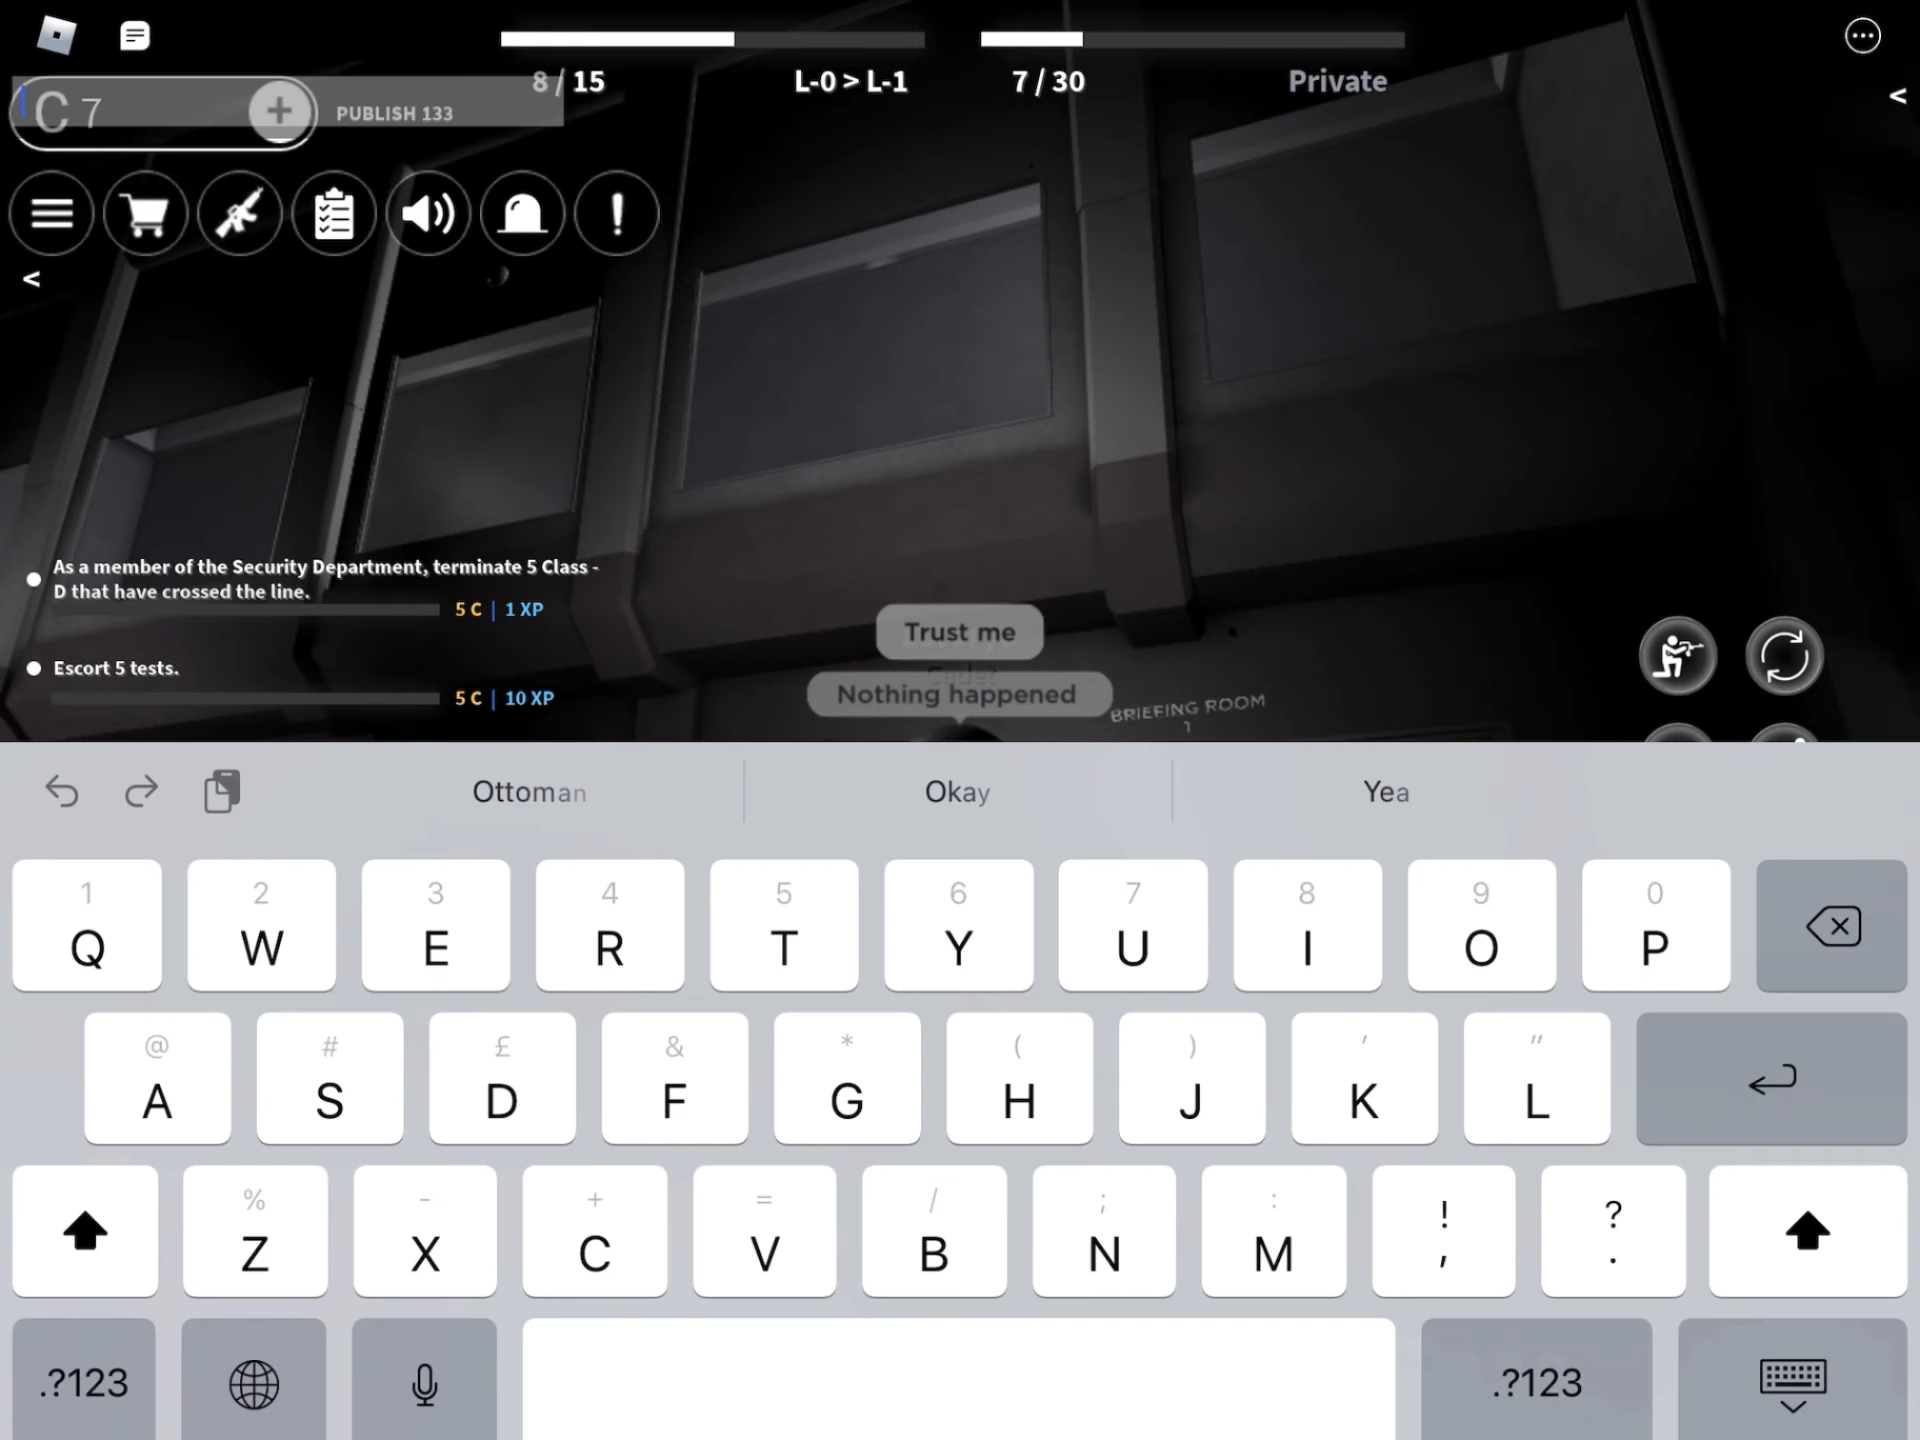 8 / 15
L-0 > L-1
7 / 30
Private
<
C 7
+
PUBLISH 133
<
As a member of the Security Department, terminate 5 Class -
D that have crossed the line.
5 C | 1 XP
Escort 5 tests.
5 C | 10 XP
Trust me
Nothing happened
BRIEFING ROOM
1
Ottoman
Okay
Yea
1 2 3 4 5 6 7 8 9 0
Q W E R T Y U I O P
@ # £ & * ( ) ' "
A S D F G H J K L
% - + = / ; : ! ?
Z X C V B N M , .
.?123
.?123